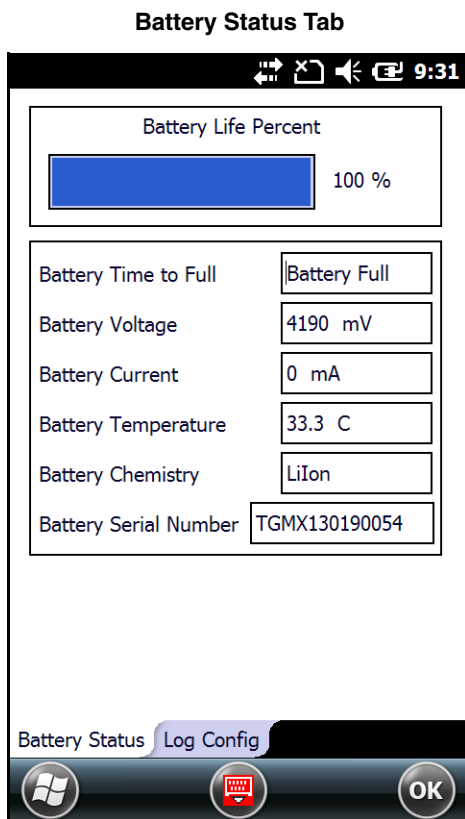 Battery Status Tab
9:31
Battery Life Percent
100 %
Battery Time to Full Battery Full
Battery Voltage 4190 mV
Battery Current 0 mA
Battery Temperature 33.3 C
Battery Chemistry LiIon
Battery Serial Number TGMX130190054
Battery Status Log Config
OK